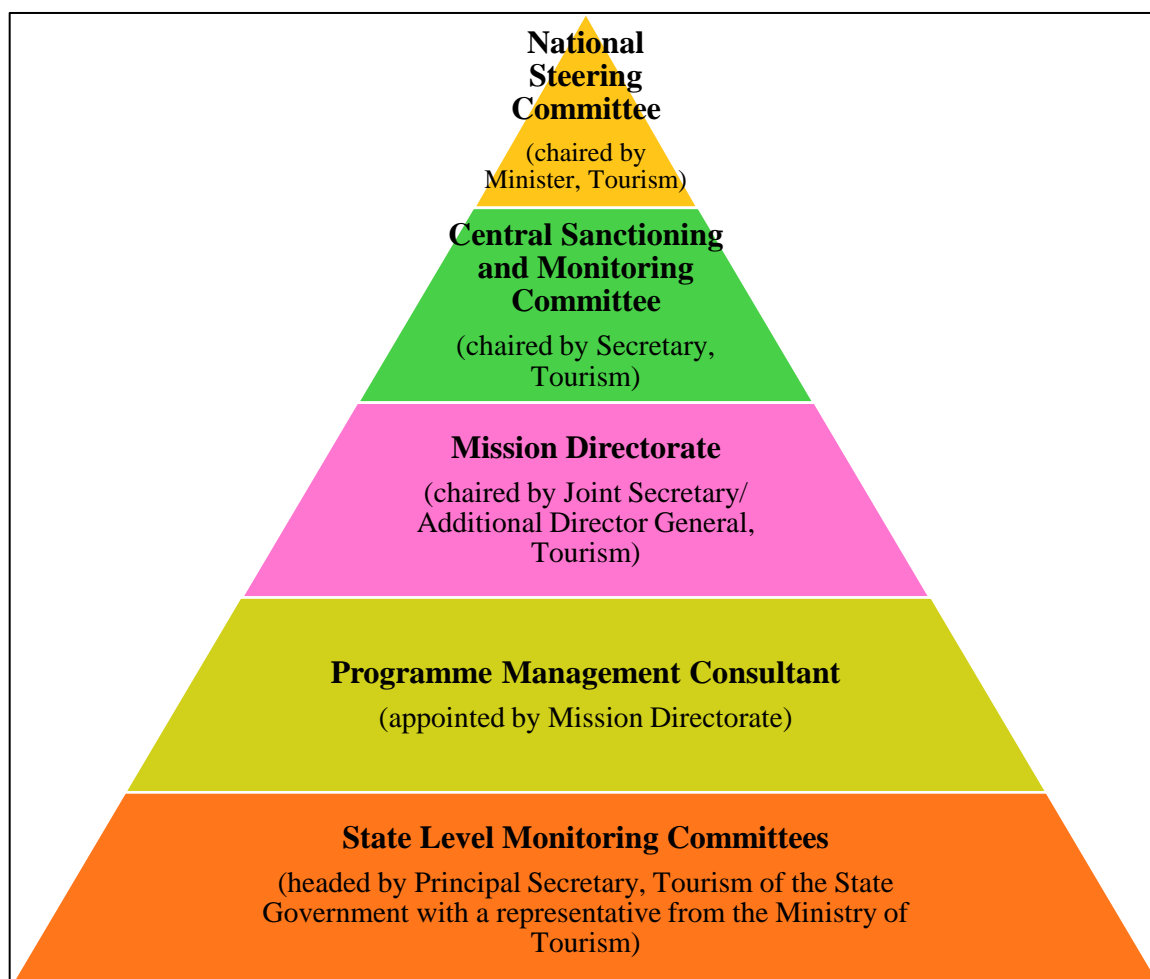 National
Steering
Committee
(chaired by
Minister, Tourism)
Central Sanctioning
and Monitoring
Committee
(chaired by Secretary,
Tourism)
Mission Directorate
(chaired by Joint Secretary/
Additional Director General,
Tourism)
Programme Management Consultant
(appointed by Mission Directorate)
State Level Monitoring Committees
(headed by Principal Secretary, Tourism of the State
Government with a representative from the Ministry of
Tourism)